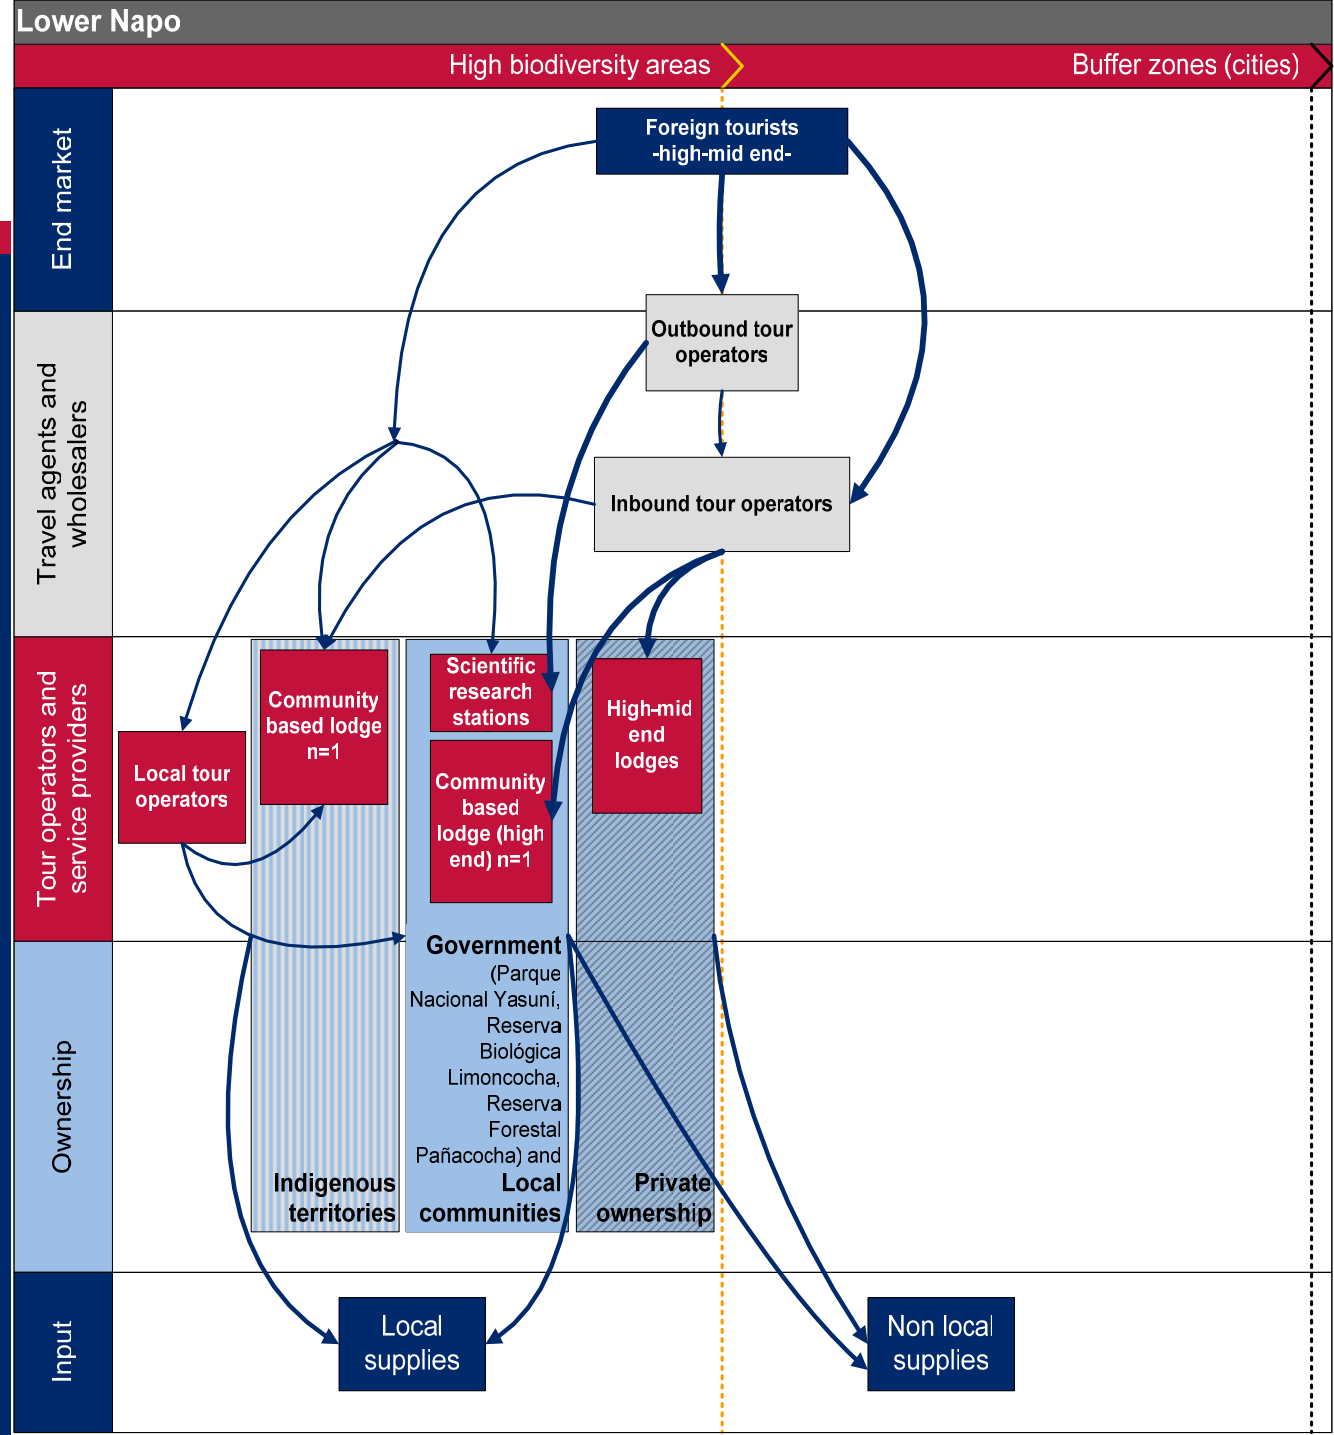 Lower Napo
High biodiversity areas
Buffer zones (cities)
End market
Foreign tourists
-high-mid end-
Travel agents and
wholesalers
Outbound tour
operators
Inbound tour operators
Tour operators and
service providers
Local tour
operators
Community
based lodge
n=1
Scientific
research
stations
Community
based
lodge (high
end) n=1
High-mid
end
lodges
Ownership
Government
(Parque
Nacional Yasuní,
Reserva
Biológica
Limoncocha,
Reserva
Forestal
Pañacocha) and
Local
communities
Indigenous
territories
Private
ownership
Input
Local
supplies
Non local
supplies